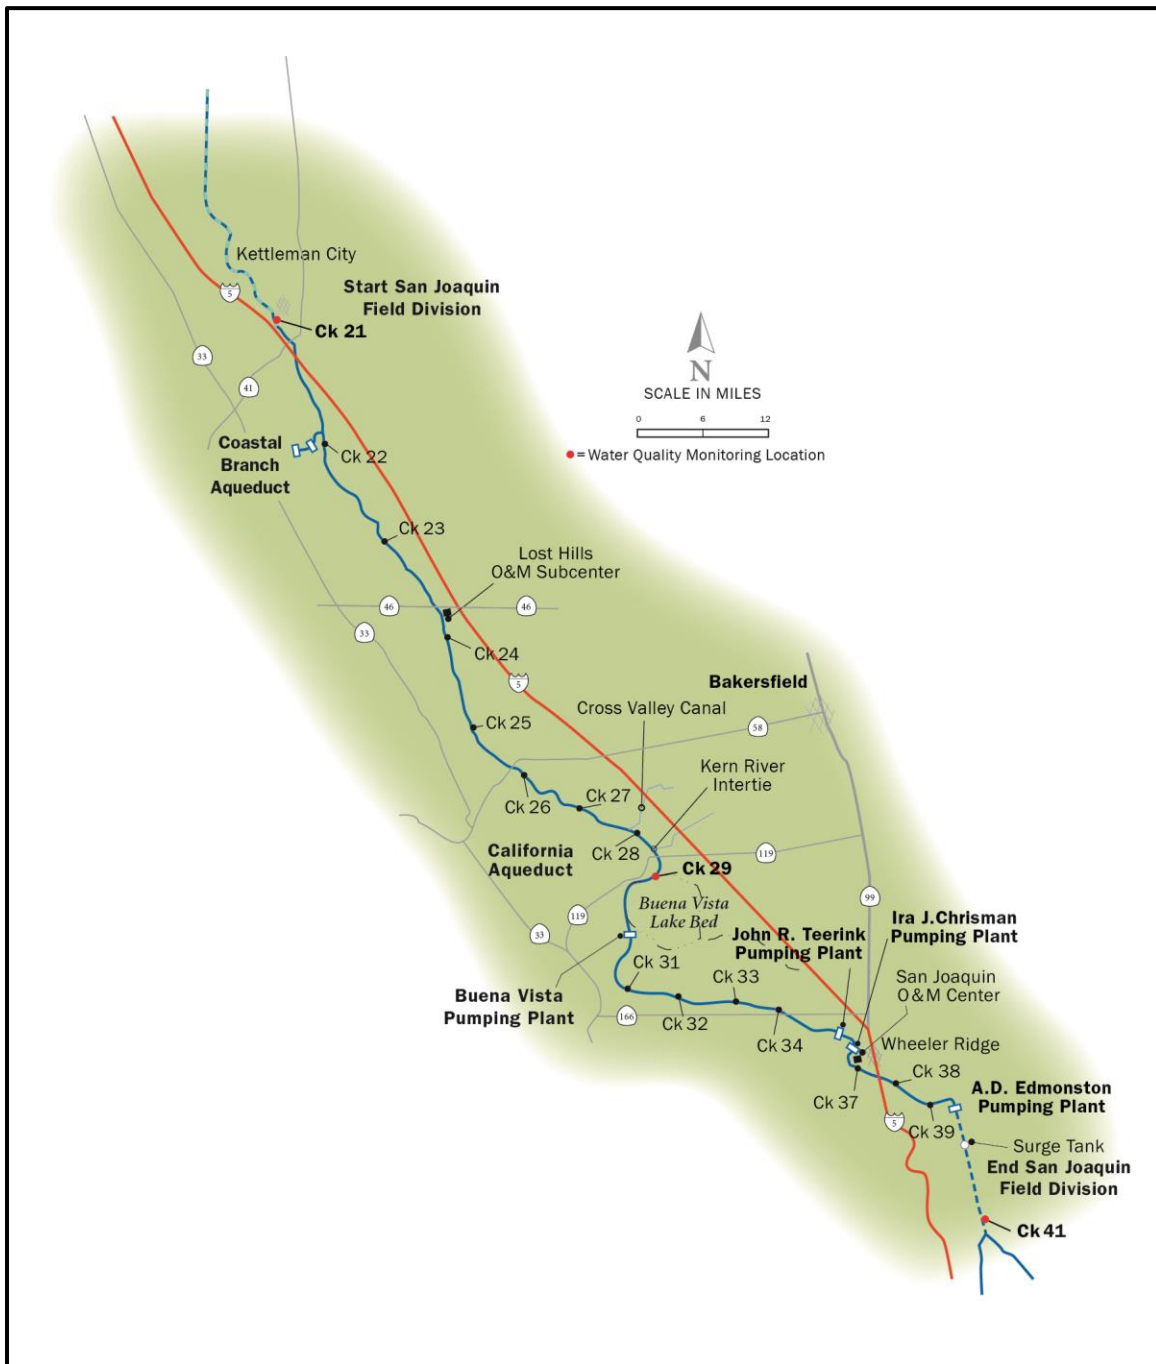 Kettleman City
Start San Joaquin
Field Division
5
Ck 21
33
41
N
SCALE IN MILES
0 6 12
= Water Quality Monitoring Location
Coastal
Branch
Aqueduct
Ck 22
Ck 23
Lost Hills
O&M Subcenter
46
46
33
Ck 24
5
Bakersfield
Cross Valley Canal
58
Ck 25
Kern River
Intertie
Ck 26
Ck 27
Ck 28
California
Aqueduct
119
Ck 29
99
Buena Vista
Lake Bed
119
33
Ira J.Chrisman
Pumping Plant
John R. Teerink
Pumping Plant
Ck 31
Ck 33
San Joaquin
O&M Center
Buena Vista
Pumping Plant
166
Ck 32
Ck 34
Wheeler Ridge
Ck 38
Ck 37
A.D. Edmonston
Pumping Plant
5
Ck 39
Surge Tank
End San Joaquin
Field Division
Ck 41